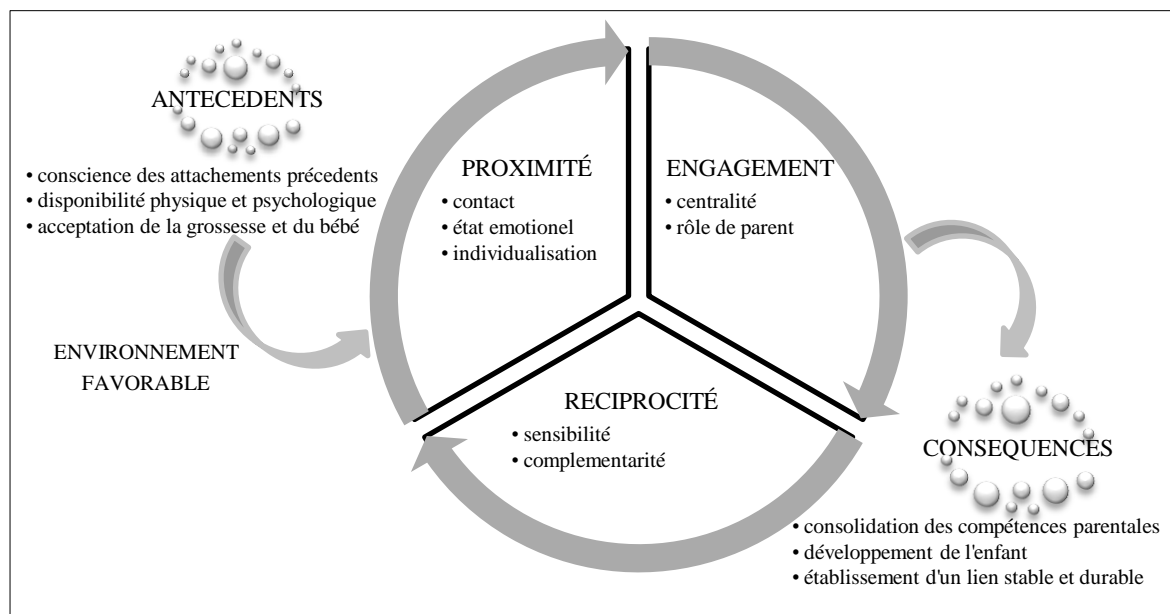 ANTECEDENTS
• conscience des attachements précedents
• disponibilité physique et psychologique
• acceptation de la grossesse et du bébé
ENVIRONNEMENT
FAVORABLE
PROXIMITÉ
• contact
• état emotionel
• individualisation
ENGAGEMENT
• centralité
• rôle de parent
RECIPROCITÉ
• sensibilité
• complementarité
CONSEQUENCES
• consolidation des compétences parentales
• développement de l'enfant
• établissement d'un lien stable et durable